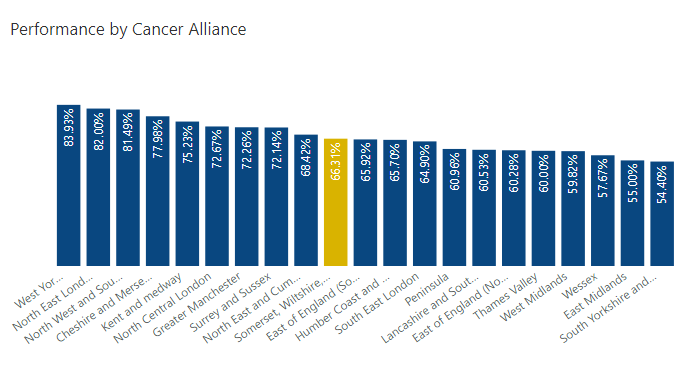 Performance by Cancer Alliance
83.93%
82.00%
81.49%
77.98%
75.23%
72.67%
72.26%
72.14%
68.42%
66.31%
65.92%
65.70%
64.90%
60.96%
60.53%
60.28%
60.00%
59.82%
57.67%
55.00%
54.40%
West Yor...
North East Lond...
North West and Sou...
Cheshire and Merse...
Kent and medway
North Central London
Greater Manchester
Surrey and Sussex
North East and Cum...
Somerset, Wiltshire,...
East of England (So...
Humber Coast and ...
South East London
Peninsula
Lancashire and Sout...
East of England (No...
Thames Valley
West Midlands
Wessex
East Midlands
South Yorkshire and...